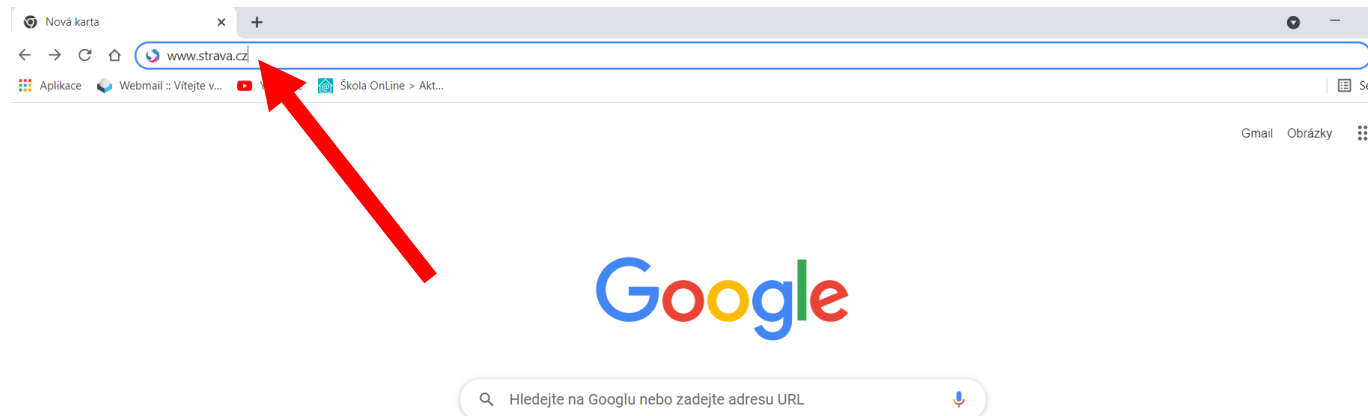 Nová karta
www.strava.cz
Aplikace Webmail :: Vítejte v... Škola OnLine > Akt...
Gmail Obrázky
Google
Hledejte na Googlu nebo zadejte adresu URL